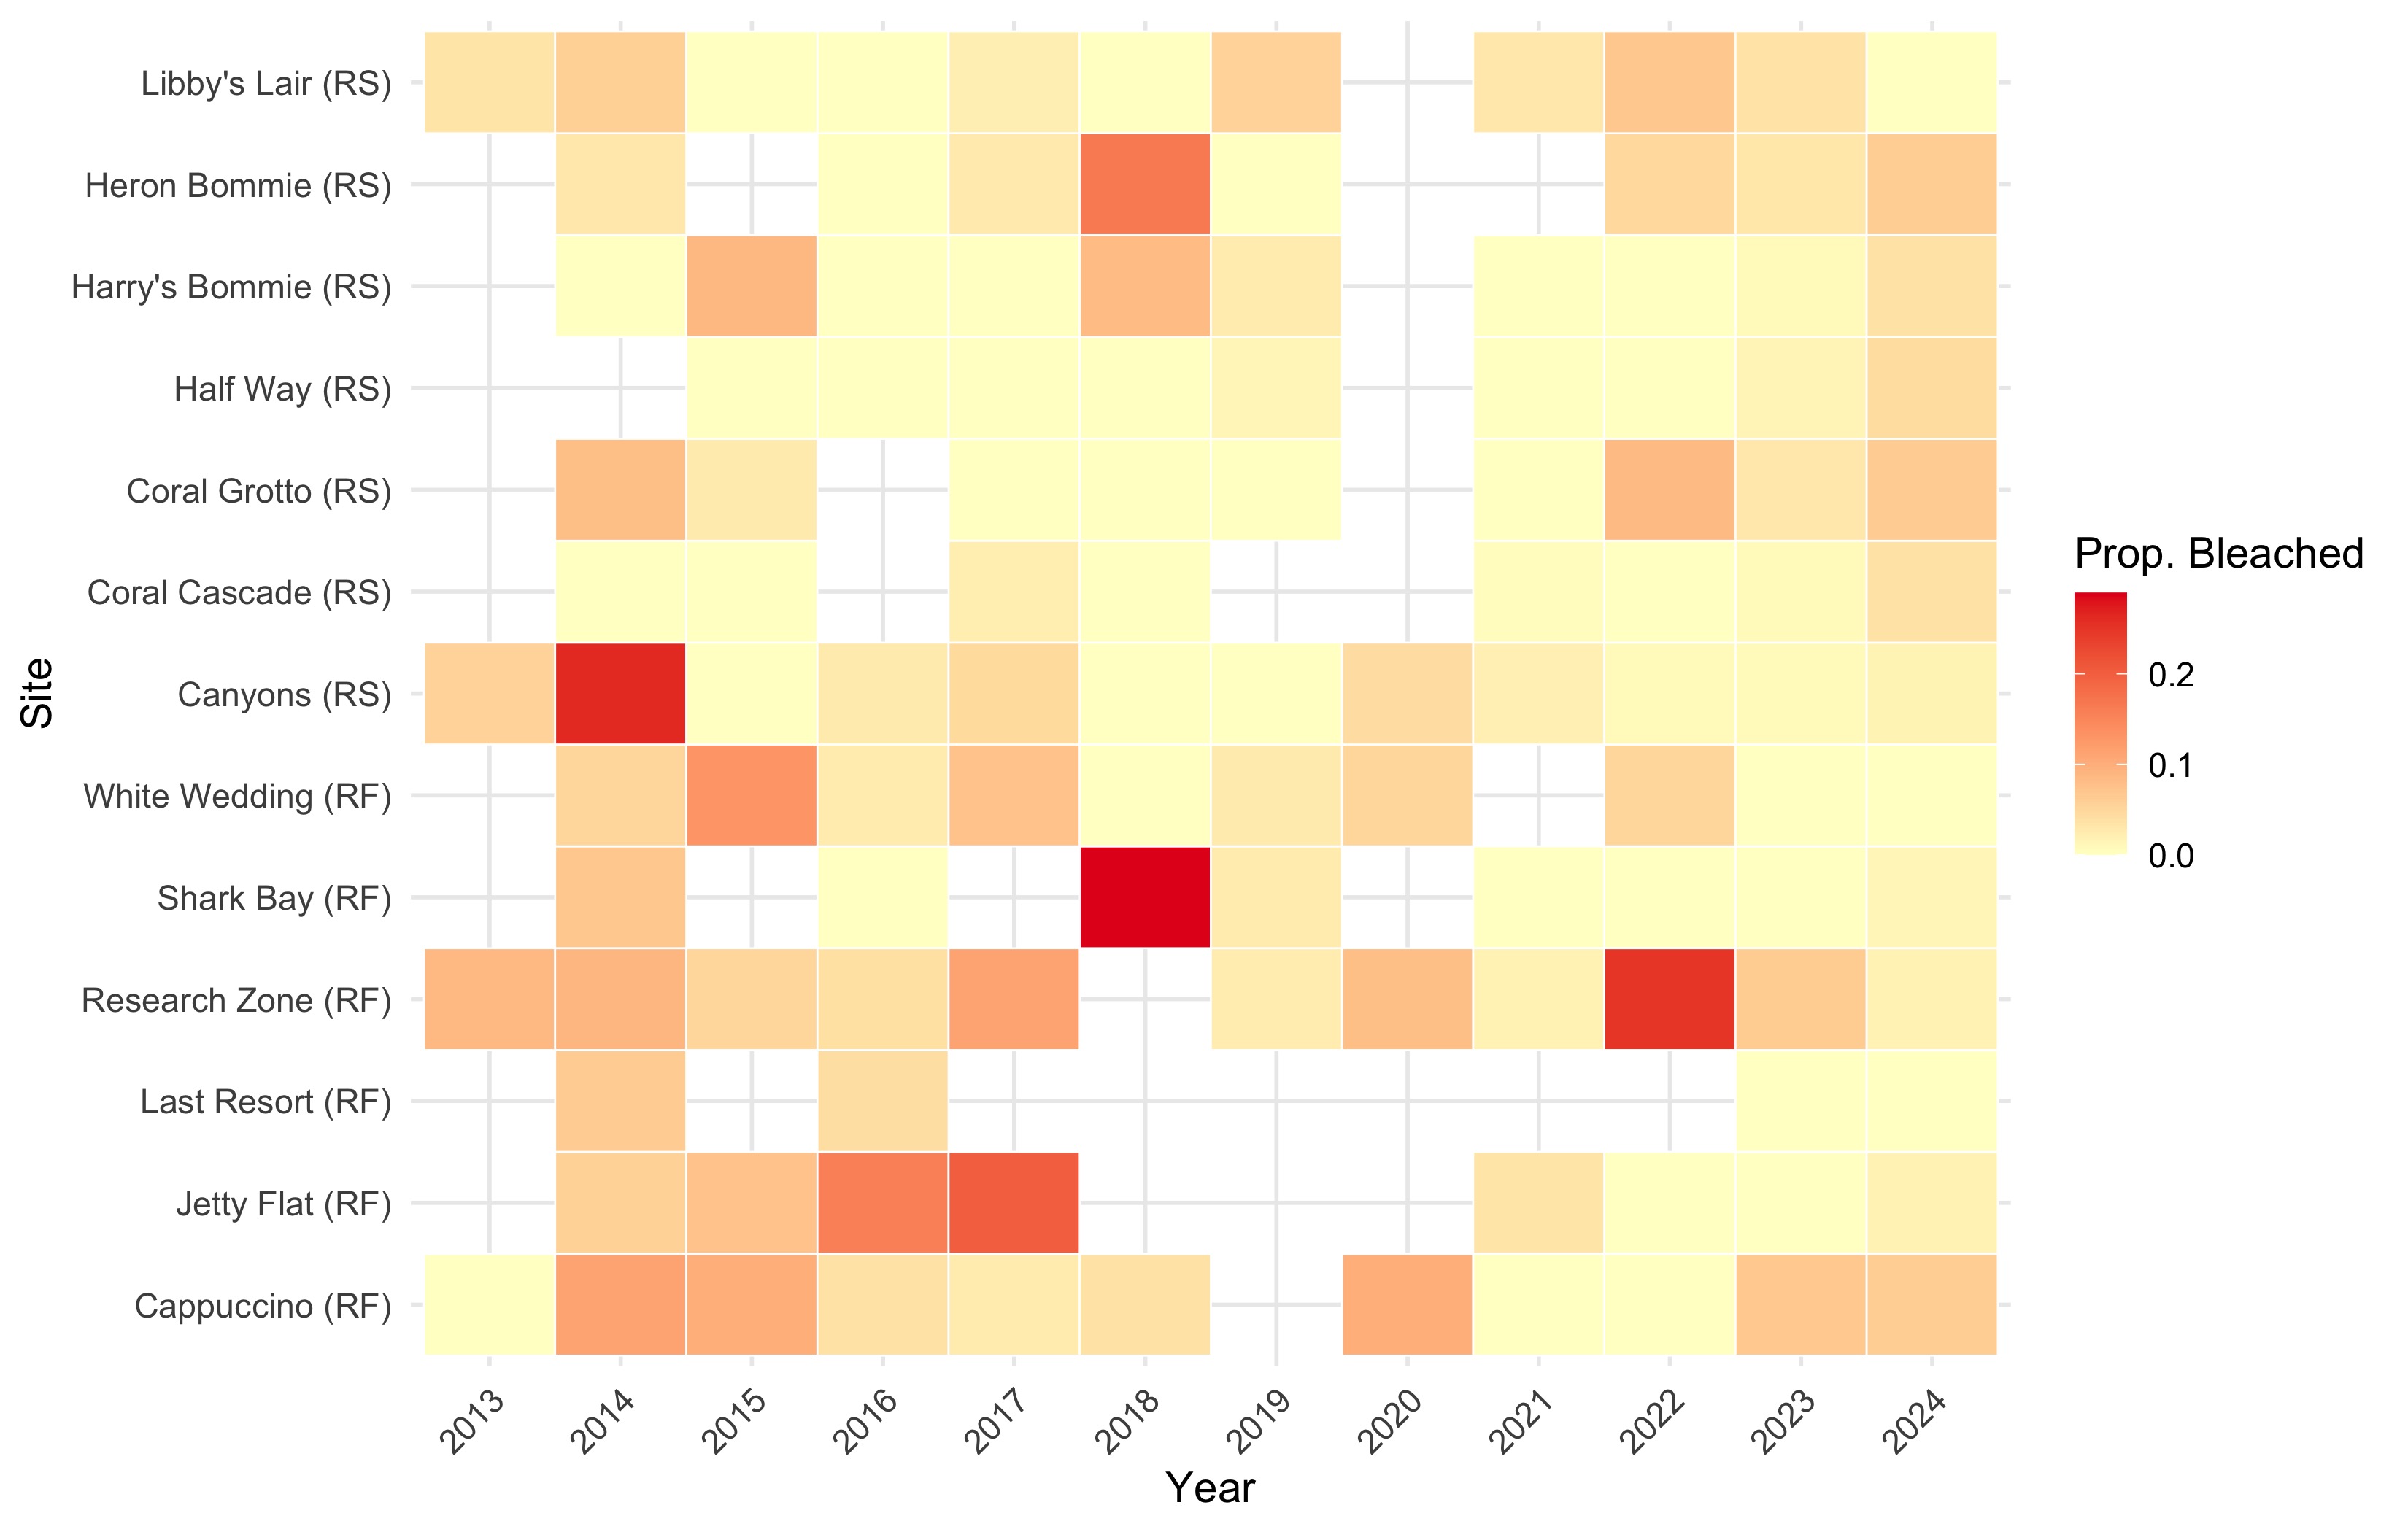 Libby's Lair (RS)
Heron Bommie (RS)
Harry's Bommie (RS)
Half Way (RS)
Coral Grotto (RS)
Coral Cascade (RS)
Canyons (RS)
White Wedding (RF)
Shark Bay (RF)
Research Zone (RF)
Last Resort (RF)
Jetty Flat (RF)
Cappuccino (RF)
Site
2013
2014
2015
2016
2017
2018
2019
2020
2021
2022
2023
2024
Year
Prop. Bleached
0.2
0.1
0.0